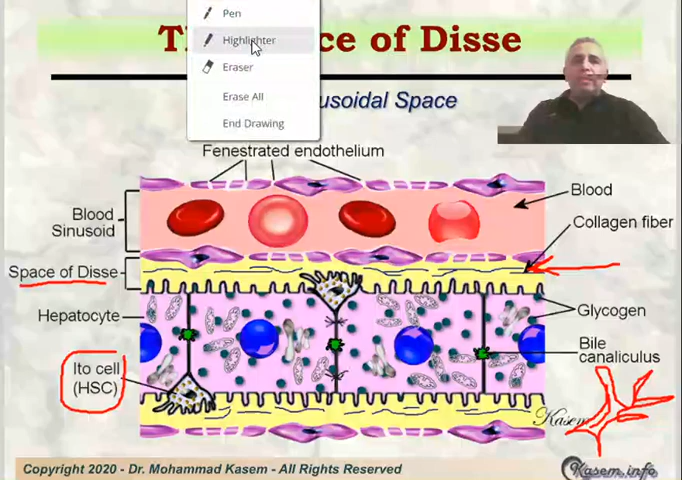 Pen
Highlighter
Eraser
Erase All
End Drawing
ce of Disse
usoidal Space
Fenestrated endothelium
Blood
Blood
Sinusoid
Collagen fiber
Space of Disse
Hepatocyte
Glycogen
Bile
canaliculus
Ito cell
(HSC)
Kasem
Copyright 2020 - Dr. Mohammad Kasem - All Rights Reserved
Kasem.info